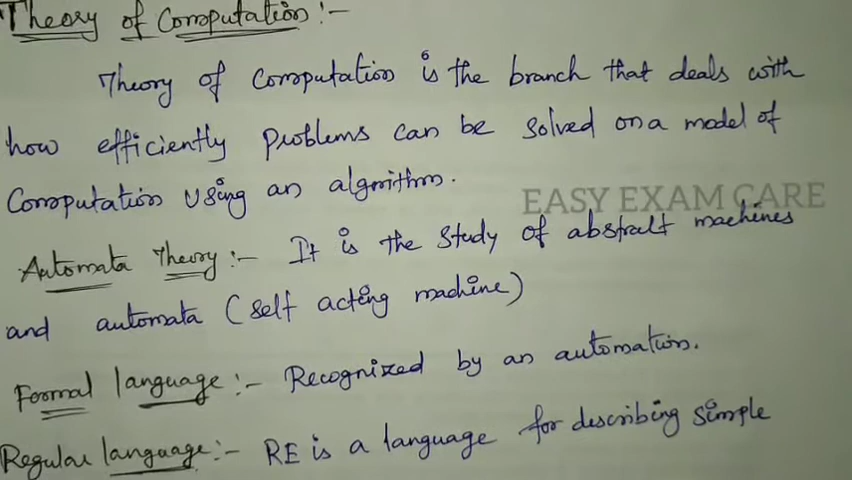 Theory of Computation :-
Theory of Computation is the branch that deals with
how efficiently problems can be solved on a model of
Computation using an algorithm.
EASY EXAM CARE
Automata Theory :- It is the study of abstract machines
and automata (self acting machine)
Formal language :- Recognized by an automation.
Regular language :- RE is a language for describing simple